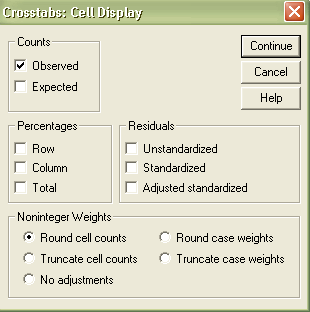 Crosstabs: Cell Display
Counts
Observed
Expected
Continue
Cancel
Help
Percentages
Row
Column
Total
Residuals
Unstandardized
Standardized
Adjusted standardized
Noninteger Weights
Round cell counts
Round case weights
Truncate cell counts
Truncate case weights
No adjustments